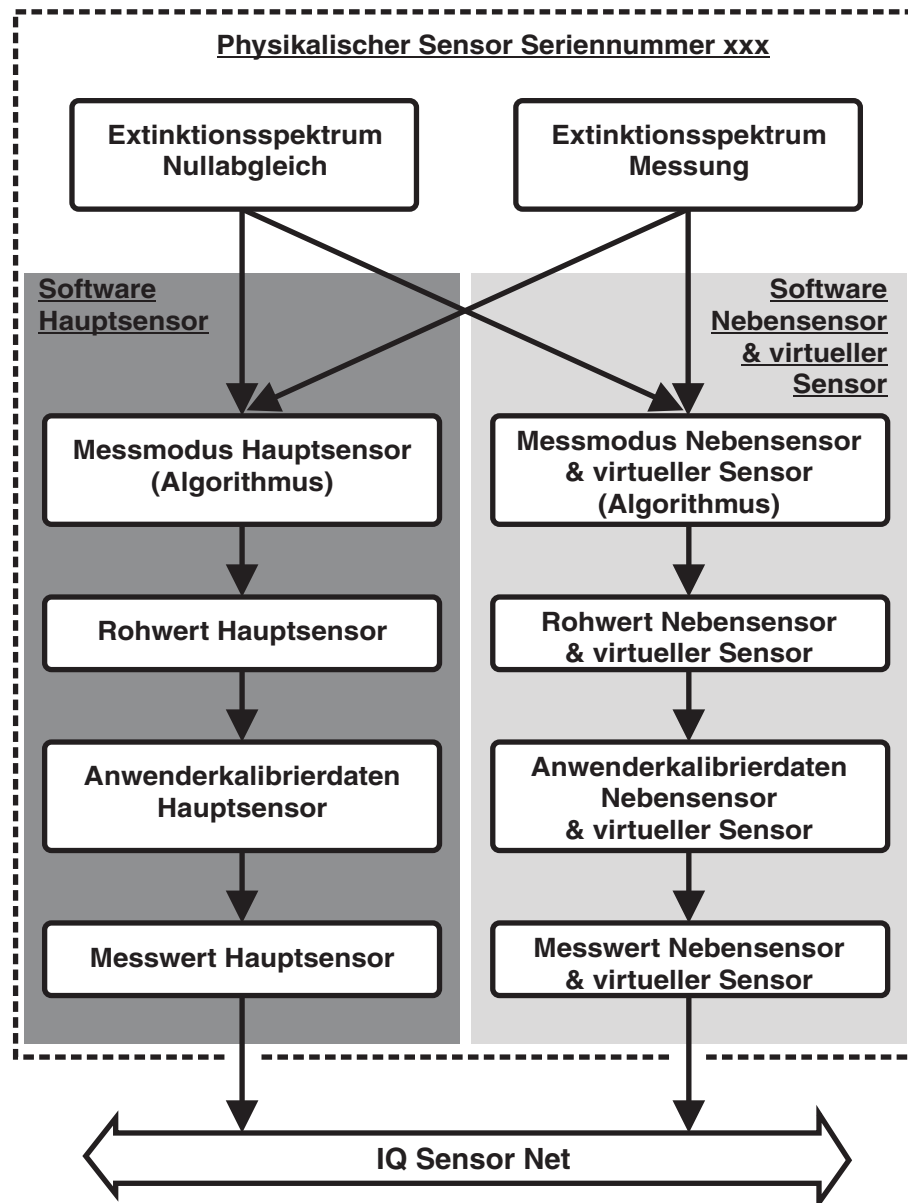 Physikalischer Sensor Seriennummer xxx
Extinktionsspektrum
Nullabgleich
Extinktionsspektrum
Messung
Software
Hauptsensor
Software
Nebensensor
& virtueller
Sensor
Messmodus Hauptsensor
(Algorithmus)
Messmodus Nebensensor
& virtueller Sensor
(Algorithmus)
Rohwert Hauptsensor
Rohwert Nebensensor
& virtueller Sensor
Anwenderkalibrierdaten
Hauptsensor
Anwenderkalibrierdaten
Nebensensor
& virtueller Sensor
Messwert Hauptsensor
Messwert Nebensensor
& virtueller Sensor
IQ Sensor Net